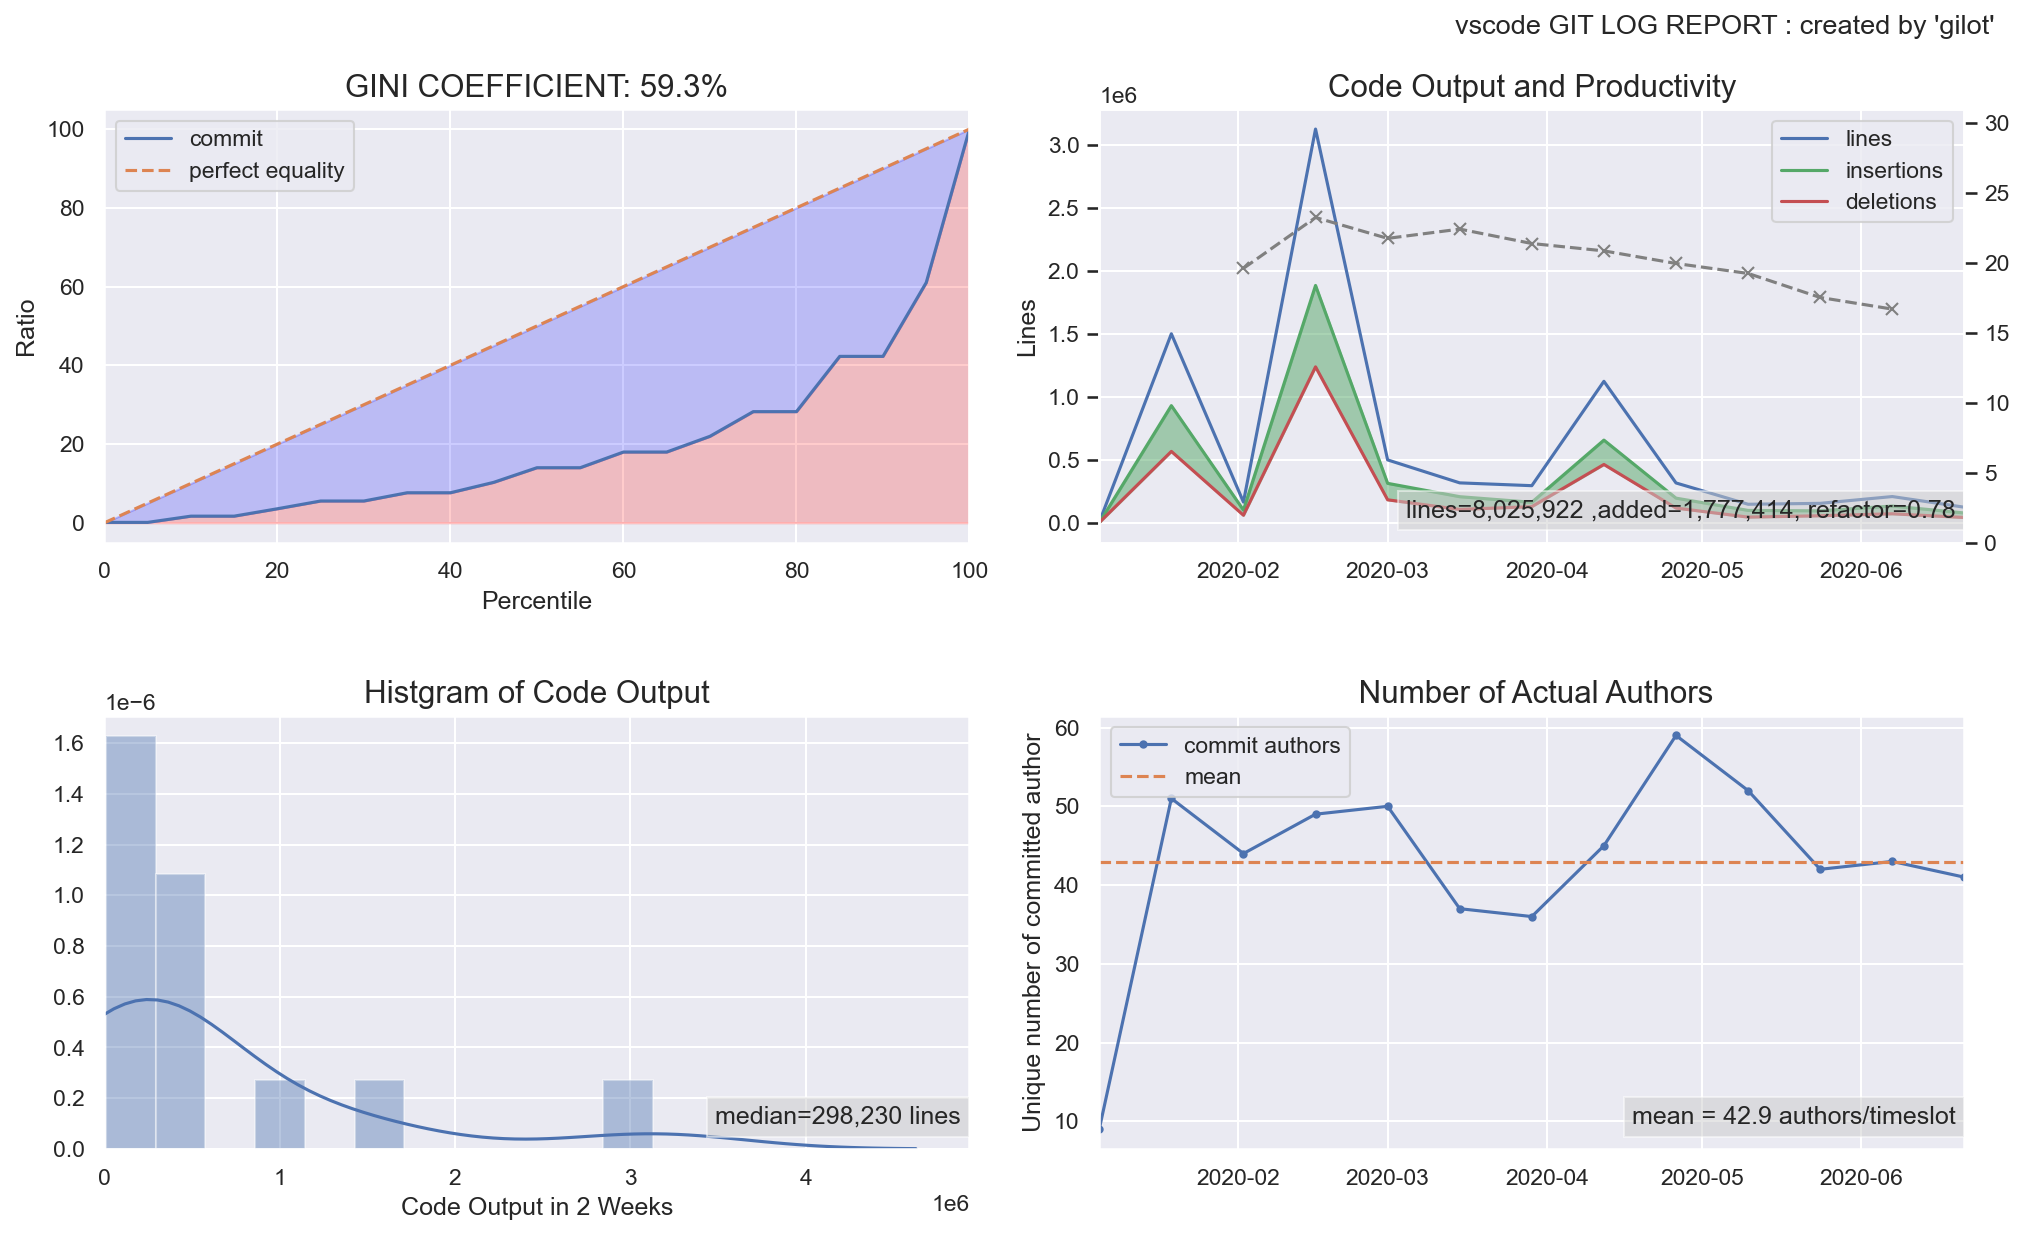 vscode GIT LOG REPORT : created by 'gilot'
GINI COEFFICIENT: 59.3%
commit
perfect equality
100
80
60
40
20
0
Ratio
0 20 40 60 80 100
Percentile
Code Output and Productivity
1e6
lines
insertions
deletions
3.0
2.5
2.0
1.5
1.0
0.5
0.0
Lines
30
25
20
15
10
5
0
lines=8,025,922 ,added=1,777,414, refactor=0.78
2020-02 2020-03 2020-04 2020-05 2020-06
Histgram of Code Output
1e−6
1.6
1.4
1.2
1.0
0.8
0.6
0.4
0.2
0.0
median=298,230 lines
0 1 2 3 4
1e6
Code Output in 2 Weeks
Number of Actual Authors
commit authors
mean
60
50
40
30
20
10
Unique number of committed author
mean = 42.9 authors/timeslot
2020-02 2020-03 2020-04 2020-05 2020-06